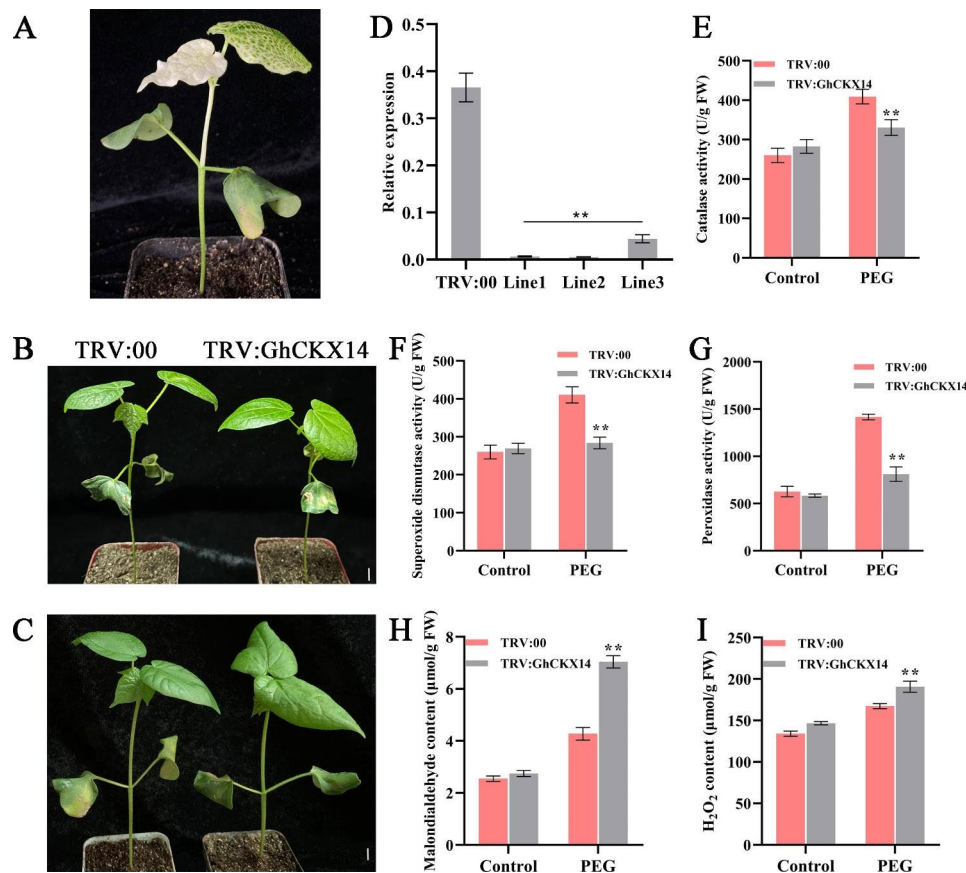 A
D
Relative expression
0.5
0.4
0.3
0.2
0.1
0.0
**
TRV:00 Line1 Line2 Line3
E
Catalase activity (U/g FW)
500
400
300
200
100
0
TRV:00
TRV:GhCKX14
**
Control PEG
B
TRV:00 TRV:GhCKX14
F
Superoxide dismutase activity (U/g FW)
500
400
300
200
100
0
TRV:00
TRV:GhCKX14
**
Control PEG
G
Peroxidase activity (U/g FW)
2000
1500
1000
500
0
TRV:00
TRV:GhCKX14
**
Control PEG
C
H
Malondialdehyde content (μmol/g FW)
8
6
4
2
0
TRV:00
TRV:GhCKX14
**
Control PEG
I
H₂O₂ content (μmol/g FW)
250
200
150
100
50
0
TRV:00
TRV:GhCKX14
**
Control PEG